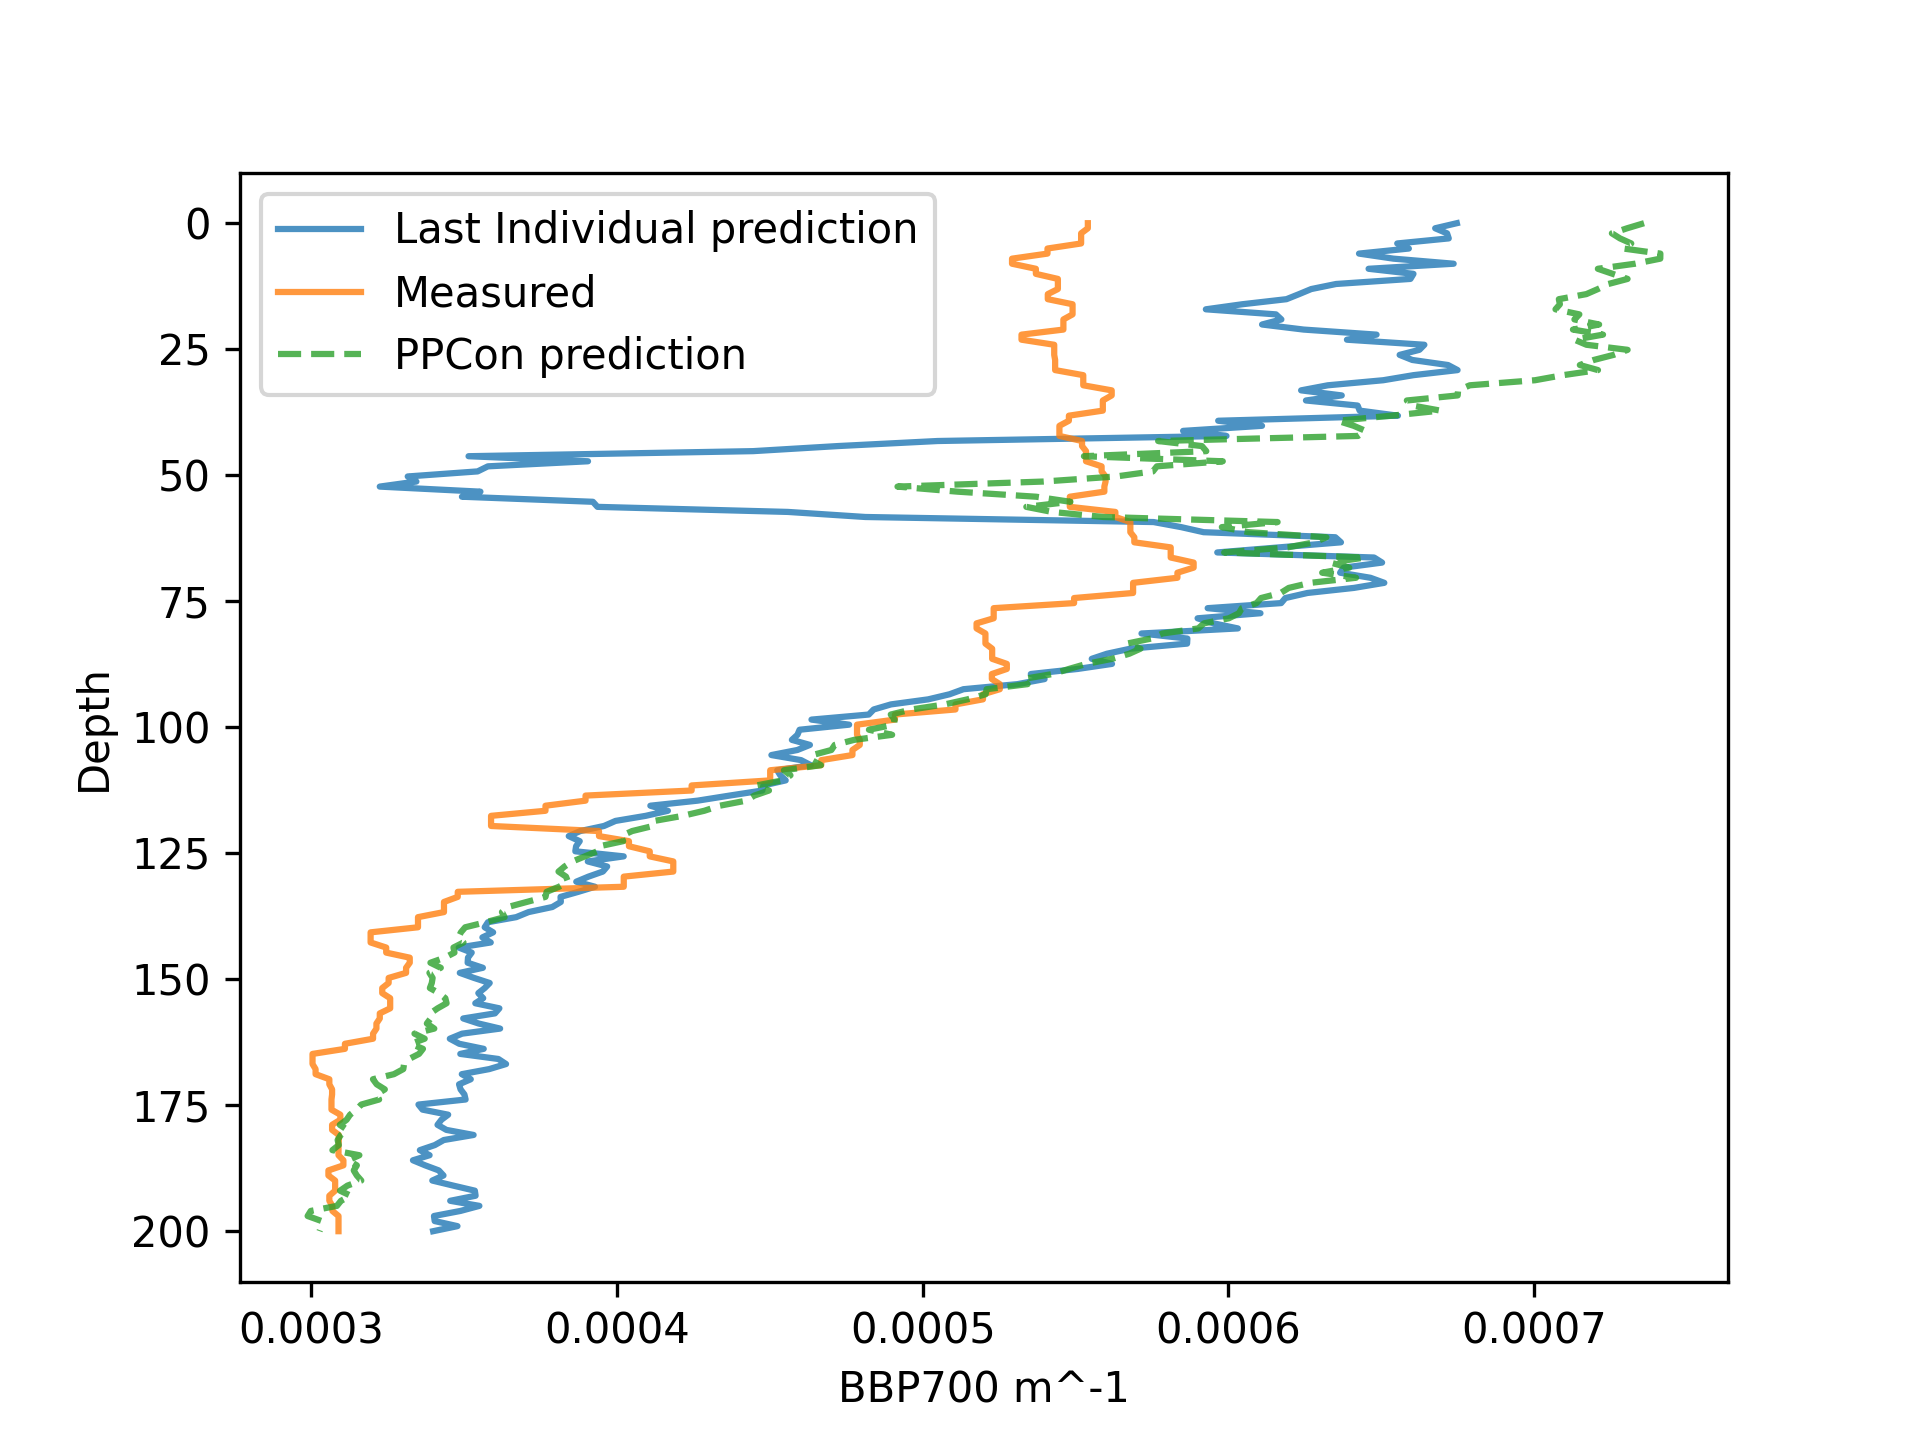 Last Individual prediction
Measured
PPCon prediction
0
25
50
75
100
125
150
175
200
Depth
0.0003 0.0004 0.0005 0.0006 0.0007
BBP700 m^-1